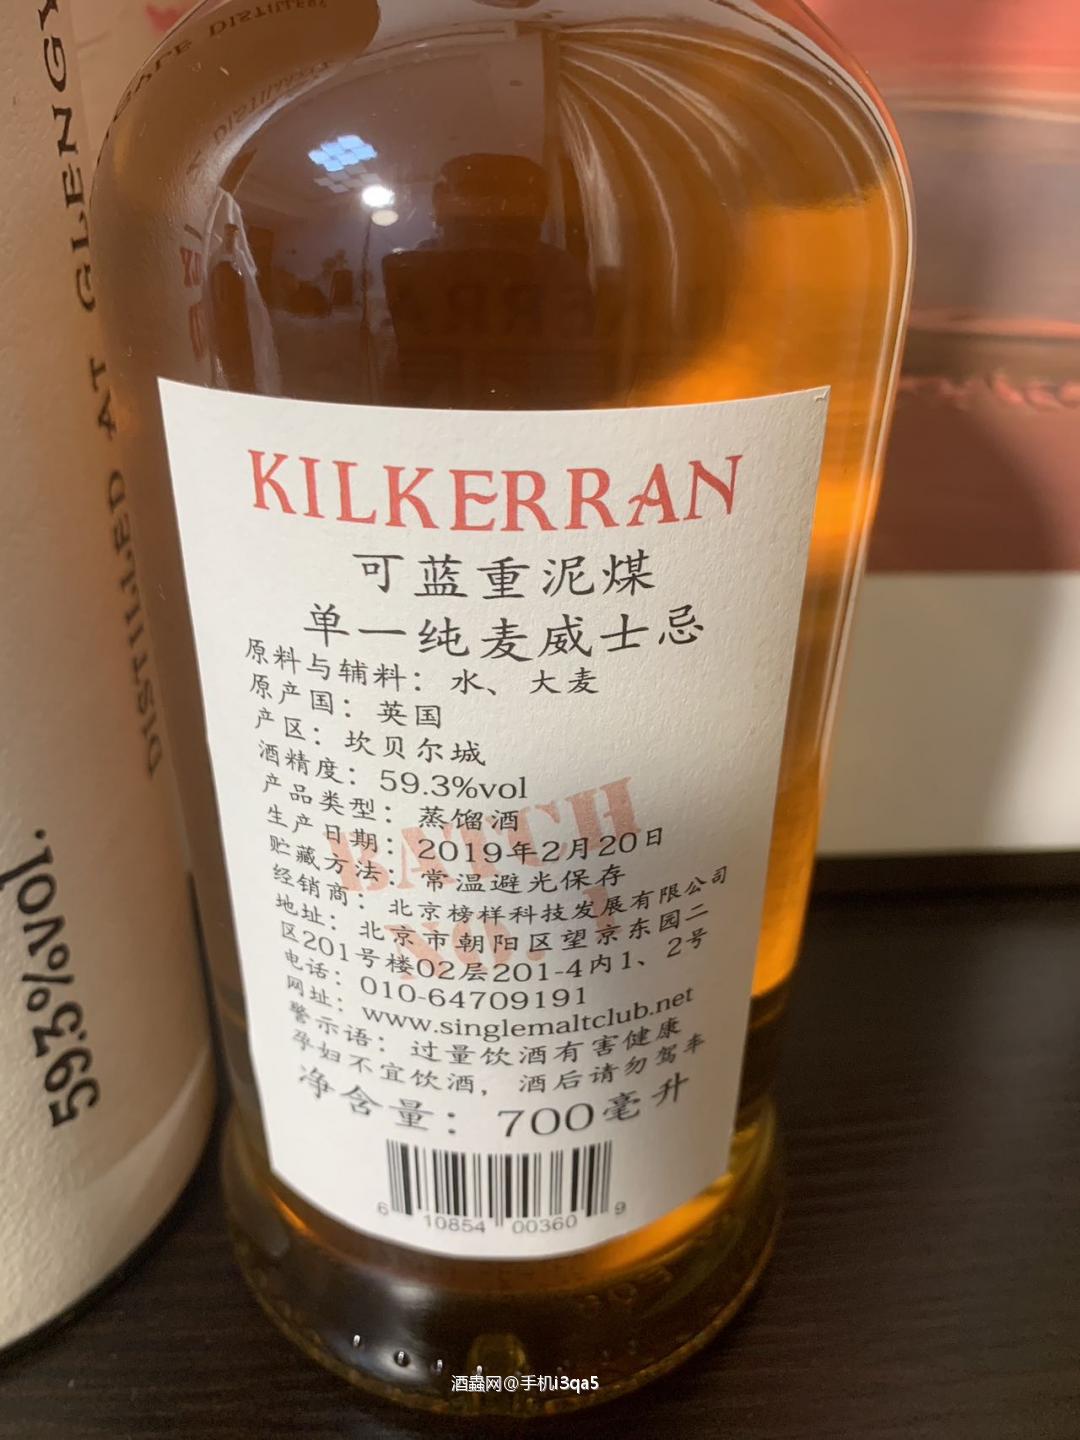 DISTILLED AT GLENGY
59.3%vol.
KILKERRAN
可蓝重泥煤
单一纯麦威士忌
原料与辅料：水、大麦
原产国：英国
产区：坎贝尔城
酒精度：59.3%vol
产品类型：蒸馏酒
生产日期：2019年2月20日
贮藏方法：常温避光保存
经销商：北京榜样科技发展有限公司
地址：北京市朝阳区望京东园二
区201号楼02层201-4内1、2号
电话：010-64709191
网址：www.singlemaltclub.net
警示语：过量饮酒有害健康
孕妇不宜饮酒，酒后请勿驾车
净含量：700毫升
BATCH
NO. 1
6 10854 00360 9
酒蟲网@手机i3qa5